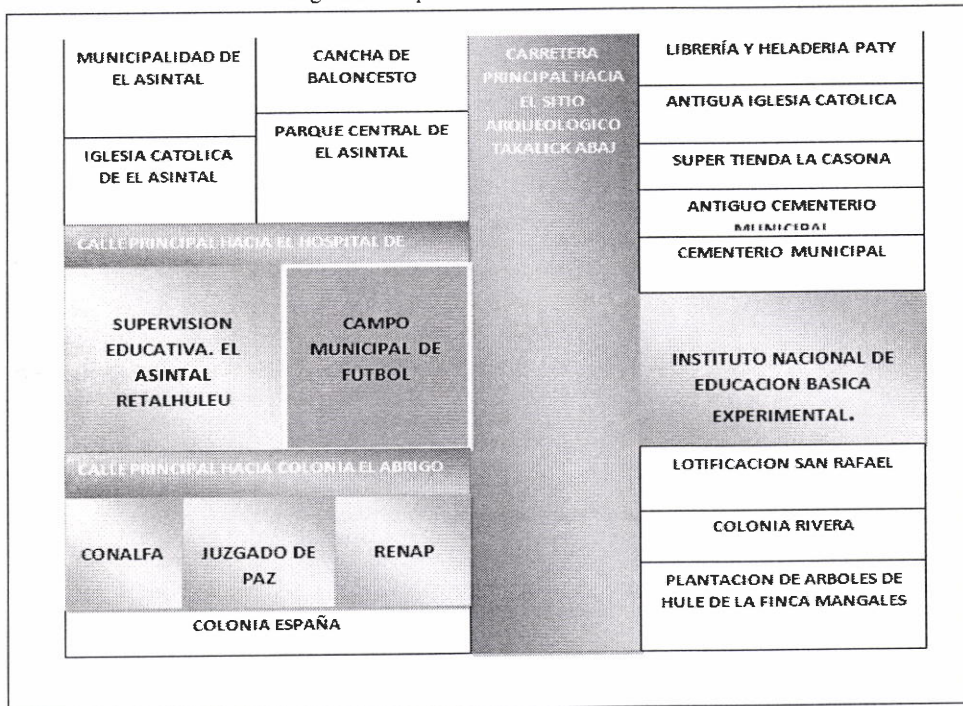 MUNICIPALIDAD DE
EL ASINTAL
CANCHA DE
BALONCESTO
IGLESIA CATOLICA
DE EL ASINTAL
PARQUE CENTRAL DE
EL ASINTAL
CALLE PRINCIPAL HACIA EL HOSPITAL DE
SUPERVISION
EDUCATIVA. EL
ASINTAL
RETALHULEU
CAMPO
MUNICIPAL DE
FUTBOL
CALLE PRINCIPAL HACIA COLONIA EL ABRIGO
CONALFA
JUZGADO DE
PAZ
RENAP
COLONIA ESPAÑA
CARRETERA
PRINCIPAL HACIA
EL SITIO
ARQUEOLOGICO
TAKALICK ABAJ
LIBRERÍA Y HELADERIA PATY
ANTIGUA IGLESIA CATOLICA
SUPER TIENDA LA CASONA
ANTIGUO CEMENTERIO
MUNICIPAL
CEMENTERIO MUNICIPAL
INSTITUTO NACIONAL DE
EDUCACION BASICA
EXPERIMENTAL.
LOTIFICACION SAN RAFAEL
COLONIA RIVERA
PLANTACION DE ARBOLES DE
HULE DE LA FINCA MANGALES